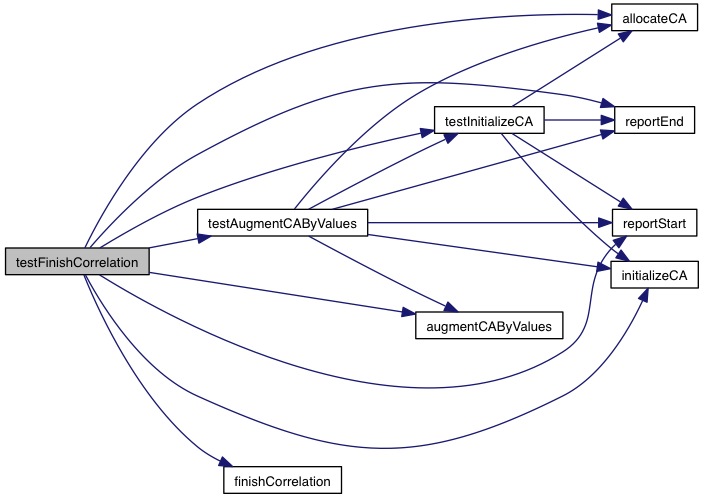 allocateCA
testInitializeCA
reportEnd
testAugmentCAByValues
reportStart
testFinishCorrelation
initializeCA
augmentCAByValues
finishCorrelation